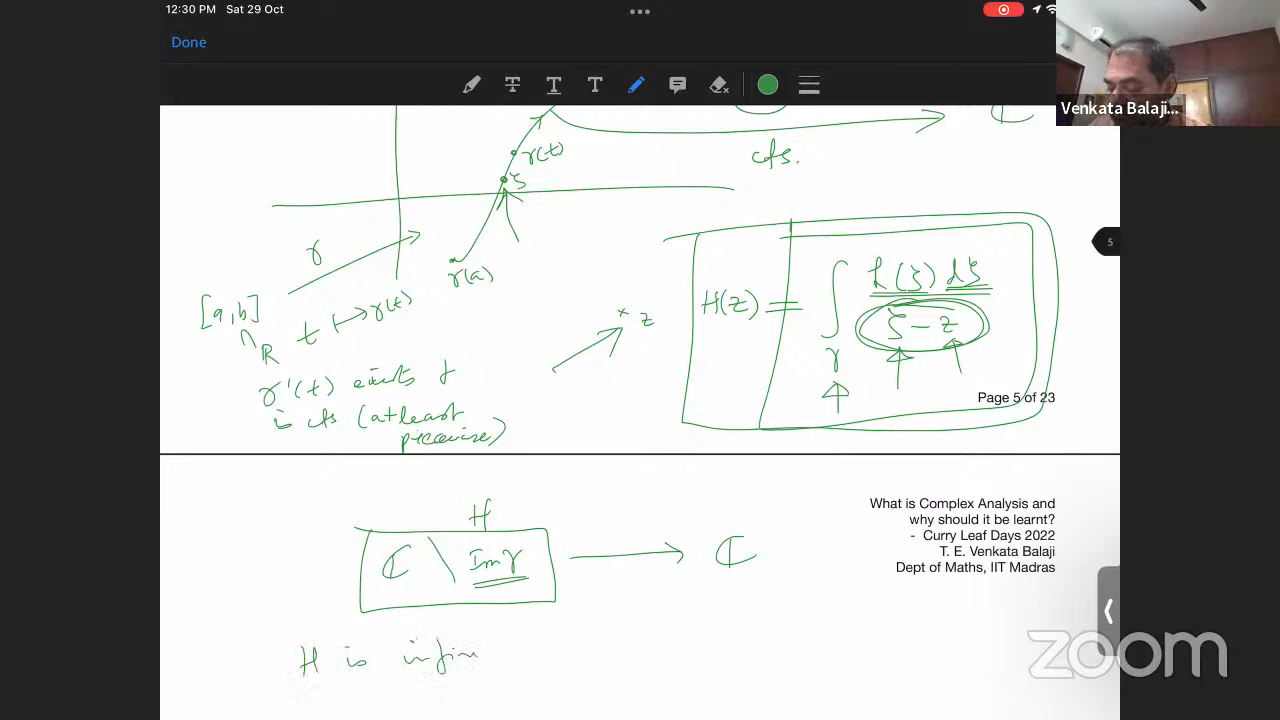 12:30 PM Sat 29 Oct
Done
Venkata Balaji...
ℂ
cts.
γ(t)
ζ
γ
γ(a)
[a,b]
∩
ℝ
t ↦ γ(t)
z
H(z) = ∫γ h(ζ) dζ / ζ − z
5
γ'(t) exists &
is cts (atleast
piecewise)
Page 5 of 23
H
ℂ \ Im γ → ℂ
What is Complex Analysis and
why should it be learnt?
- Curry Leaf Days 2022
T. E. Venkata Balaji
Dept of Maths, IIT Madras
H is infin
zoom